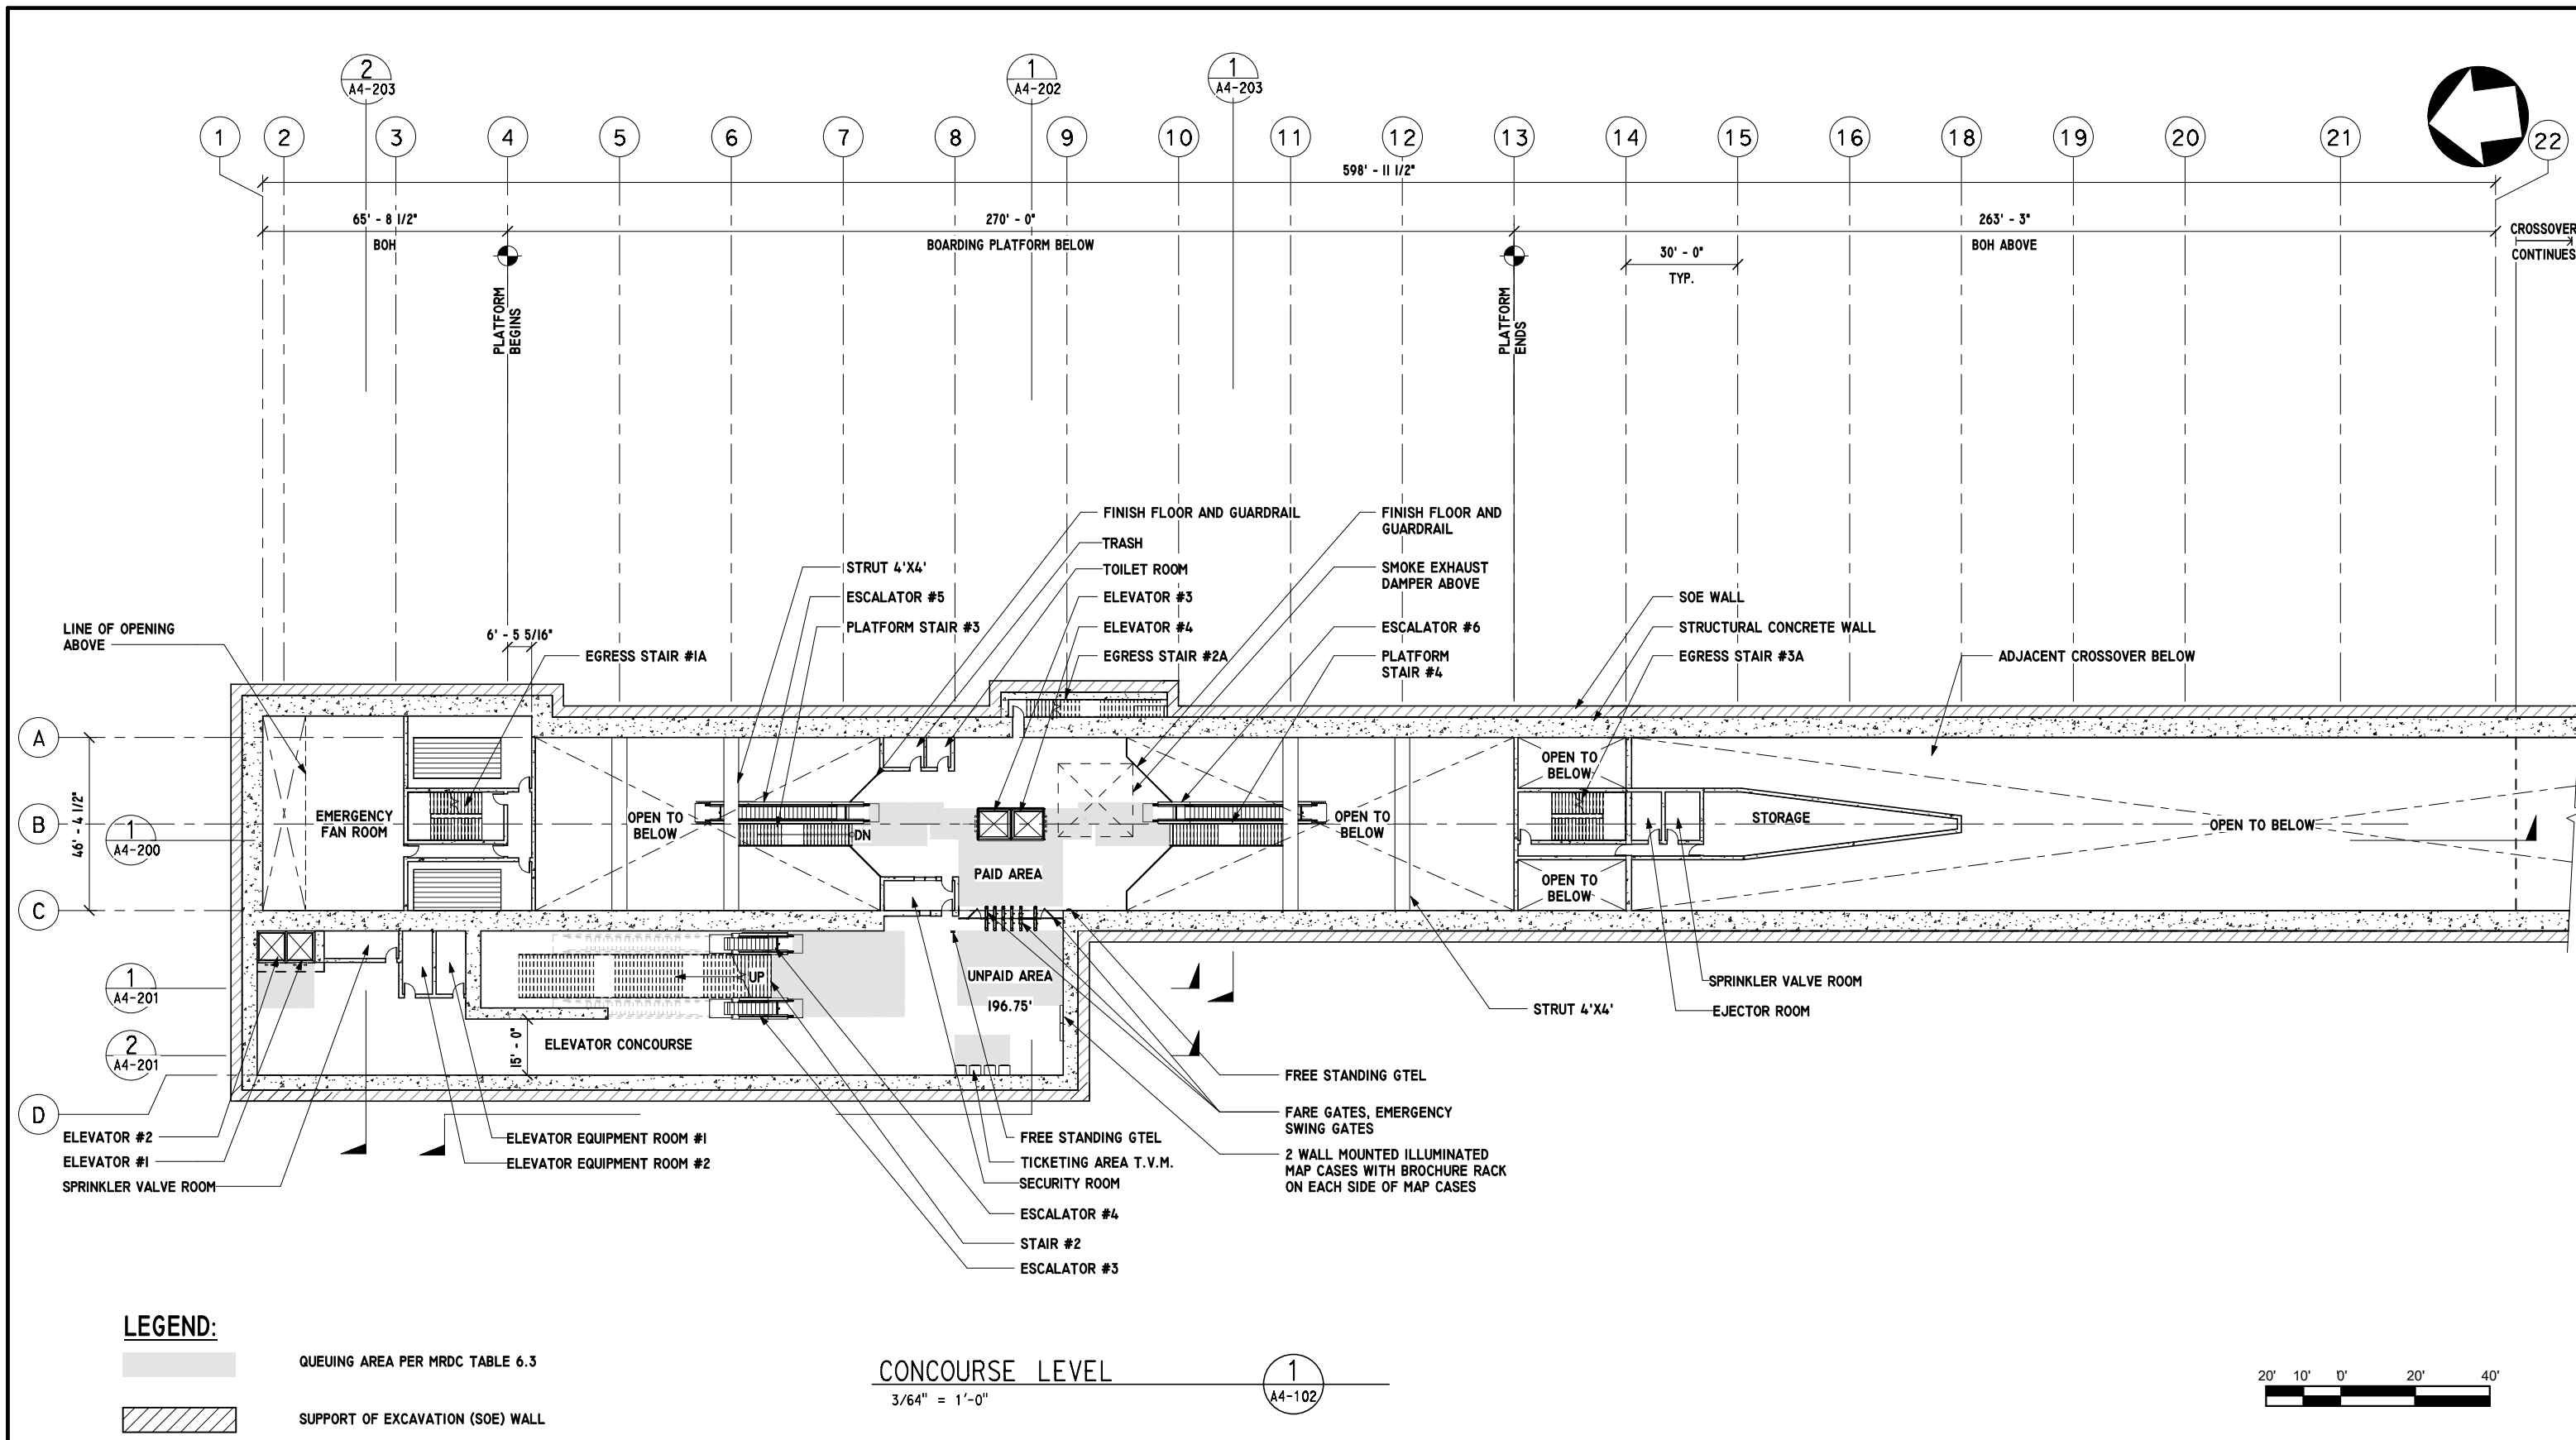 2
A4-203
1
A4-202
1
A4-203
1
2
3
4
5
6
7
8
9
10
11
12
13
14
15
16
18
19
20
21
22
598' - 11 1/2"
65' - 8 1/2"
270' - 0"
263' - 3"
BOH
BOARDING PLATFORM BELOW
BOH ABOVE
CROSSOVER
CONTINUES
30' - 0"
TYP.
PLATFORM
BEGINS
PLATFORM
ENDS
FINISH FLOOR AND GUARDRAIL
TRASH
TOILET ROOM
ELEVATOR #3
ELEVATOR #4
EGRESS STAIR #2A
FINISH FLOOR AND
GUARDRAIL
SMOKE EXHAUST
DAMPER ABOVE
ESCALATOR #6
PLATFORM
STAIR #4
STRUT 4'X4'
ESCALATOR #5
PLATFORM STAIR #3
SOE WALL
STRUCTURAL CONCRETE WALL
EGRESS STAIR #3A
ADJACENT CROSSOVER BELOW
LINE OF OPENING
ABOVE
6' - 5 5/16"
EGRESS STAIR #1A
A
B
C
D
46' - 4 1/2"
1
A4-200
1
A4-201
2
A4-201
EMERGENCY
FAN ROOM
OPEN TO
BELOW
DN
PAID AREA
OPEN TO
BELOW
OPEN TO
BELOW
OPEN TO
BELOW
STORAGE
OPEN TO BELOW
UP
UNPAID AREA
196.75'
ELEVATOR CONCOURSE
15' - 0"
SPRINKLER VALVE ROOM
EJECTOR ROOM
STRUT 4'X4'
FREE STANDING GTEL
FARE GATES, EMERGENCY
SWING GATES
2 WALL MOUNTED ILLUMINATED
MAP CASES WITH BROCHURE RACK
ON EACH SIDE OF MAP CASES
ELEVATOR #2
ELEVATOR #1
SPRINKLER VALVE ROOM
ELEVATOR EQUIPMENT ROOM #1
ELEVATOR EQUIPMENT ROOM #2
FREE STANDING GTEL
TICKETING AREA T.V.M.
SECURITY ROOM
ESCALATOR #4
STAIR #2
ESCALATOR #3
LEGEND:
QUEUING AREA PER MRDC TABLE 6.3
SUPPORT OF EXCAVATION (SOE) WALL
CONCOURSE LEVEL
3/64" = 1'-0"
1
A4-102
20' 10' 0' 20' 40'